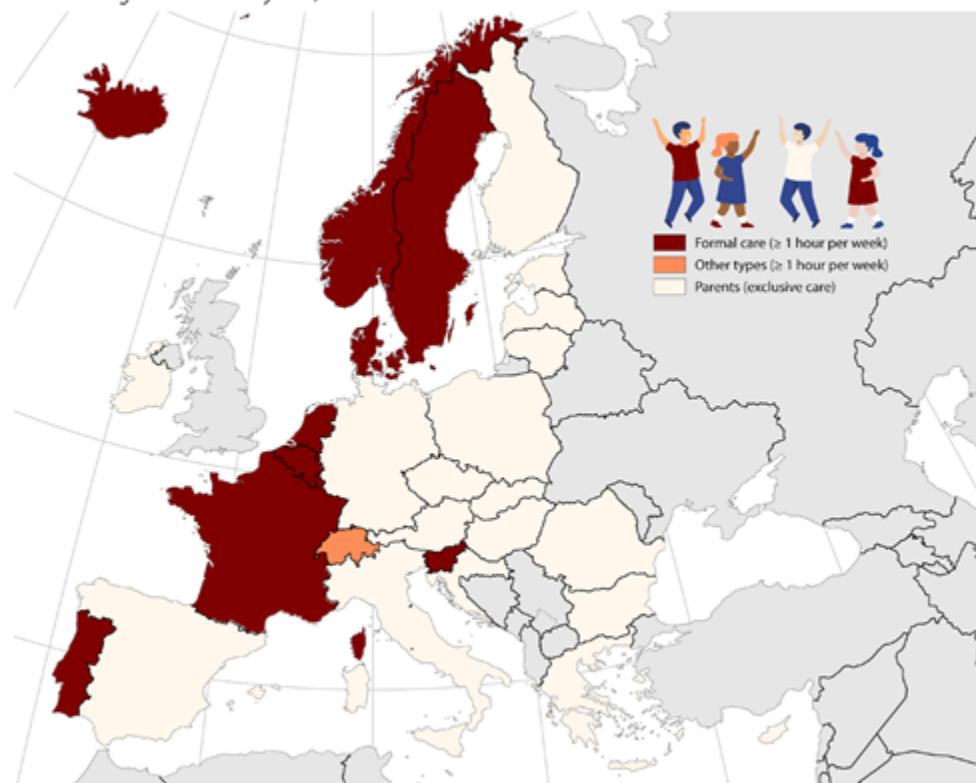 Formal care (≥ 1 hour per week)
Other types (≥ 1 hour per week)
Parents (exclusive care)